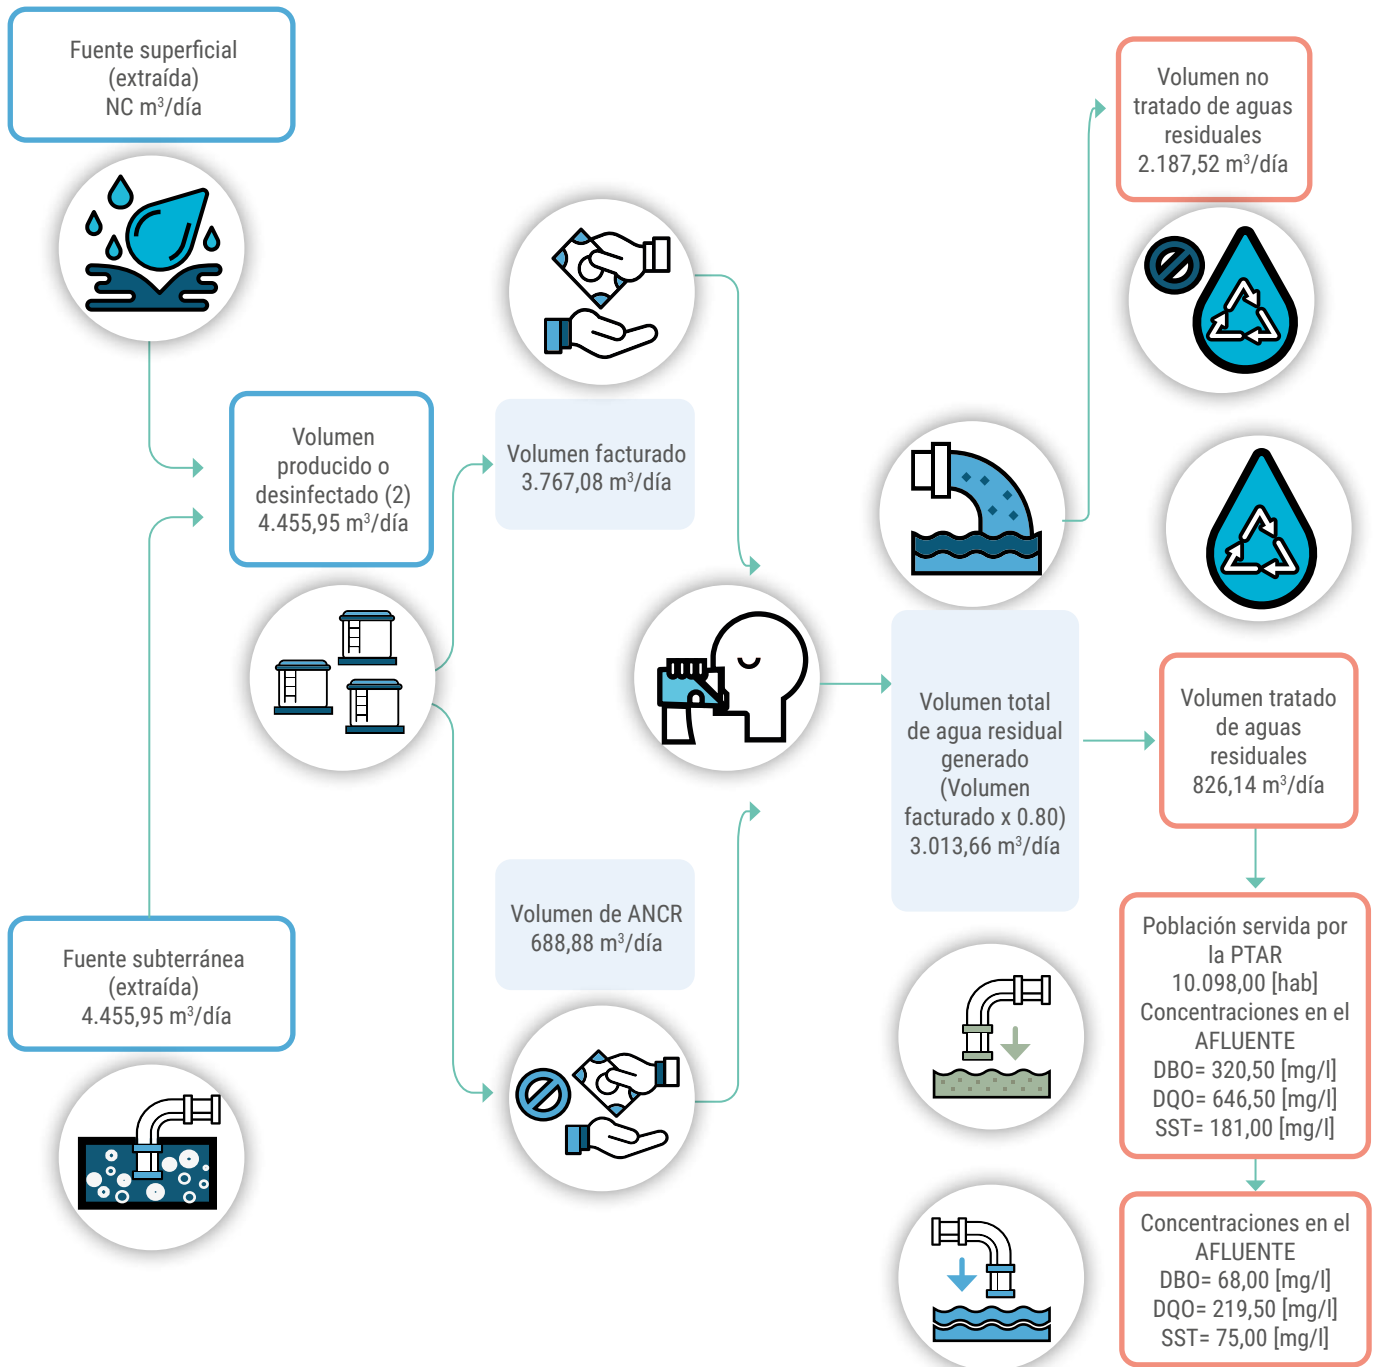 Fuente superficial
(extraída)
NC m³/día
Fuente subterránea
(extraída)
4.455,95 m³/día
Volumen
producido o
desinfectado (2)
4.455,95 m³/día
Volumen facturado
3.767,08 m³/día
Volumen de ANCR
688,88 m³/día
Volumen total
de agua residual
generado
(Volumen
facturado x 0.80)
3.013,66 m³/día
Volumen no
tratado de aguas
residuales
2.187,52 m³/día
Volumen tratado
de aguas
residuales
826,14 m³/día
Población servida por
la PTAR
10.098,00 [hab]
Concentraciones en el
AFLUENTE
DBO= 320,50 [mg/l]
DQO= 646,50 [mg/l]
SST= 181,00 [mg/l]
Concentraciones en el
AFLUENTE
DBO= 68,00 [mg/l]
DQO= 219,50 [mg/l]
SST= 75,00 [mg/l]